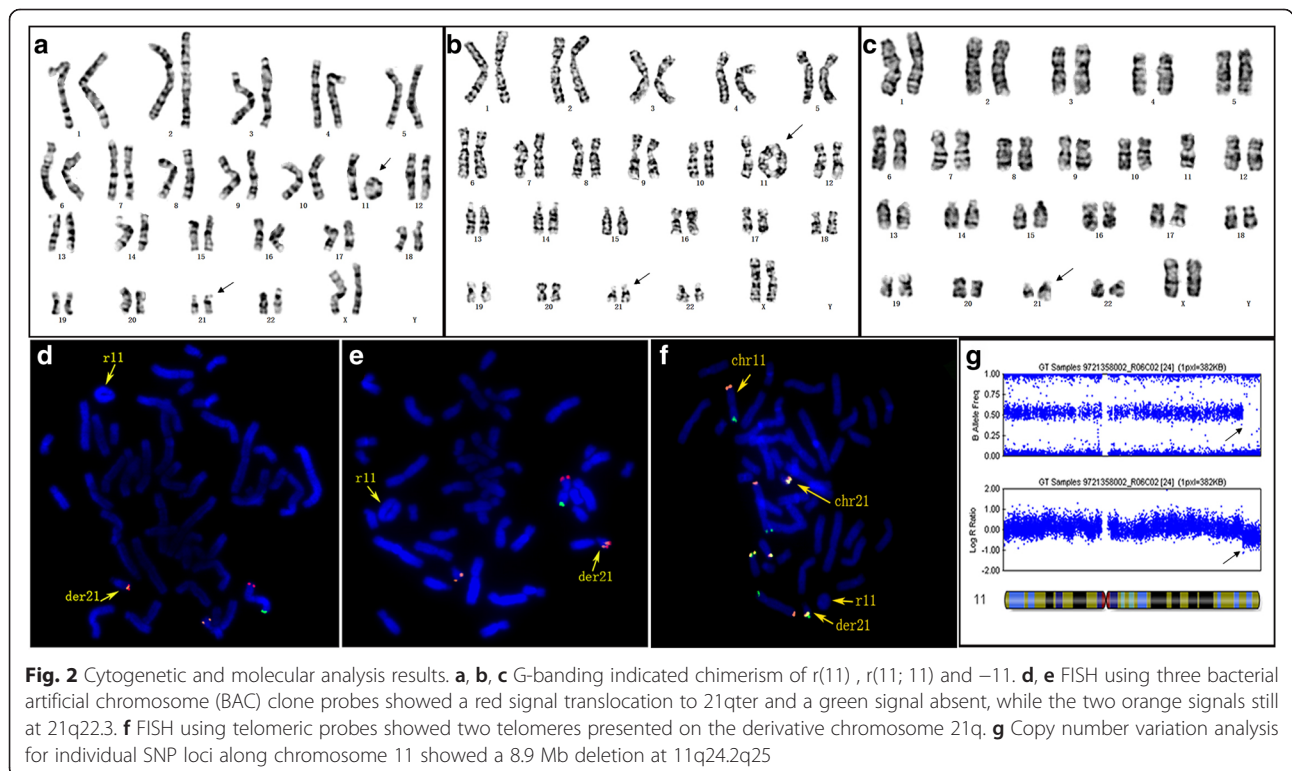 a
1 2 3 4 5
6 7 8 9 10 11 12
13 14 15 16 17 18
19 20 21 22 X Y
b
1 2 3 4 5
6 7 8 9 10 11 12
13 14 15 16 17 18
19 20 21 22 X Y
c
1 2 3 4 5
6 7 8 9 10 11 12
13 14 15 16 17 18
19 20 21 22 X Y
d
r11
der21
e
r11
der21
f
chr11
chr21
r11
der21
g
GT Samples 9721358002_R06C02 [24] (1pxl=382KB)
B Allele Freq
1.00
0.75
0.50
0.25
0.00
GT Samples 9721358002_R06C02 [24] (1pxl=382KB)
Log R Ratio
2.00
1.00
0.00
-1.00
-2.00
11
Fig. 2 Cytogenetic and molecular analysis results. a, b, c G-banding indicated chimerism of r(11) , r(11; 11) and −11. d, e FISH using three bacterial
artificial chromosome (BAC) clone probes showed a red signal translocation to 21qter and a green signal absent, while the two orange signals still
at 21q22.3. f FISH using telomeric probes showed two telomeres presented on the derivative chromosome 21q. g Copy number variation analysis
for individual SNP loci along chromosome 11 showed a 8.9 Mb deletion at 11q24.2q25